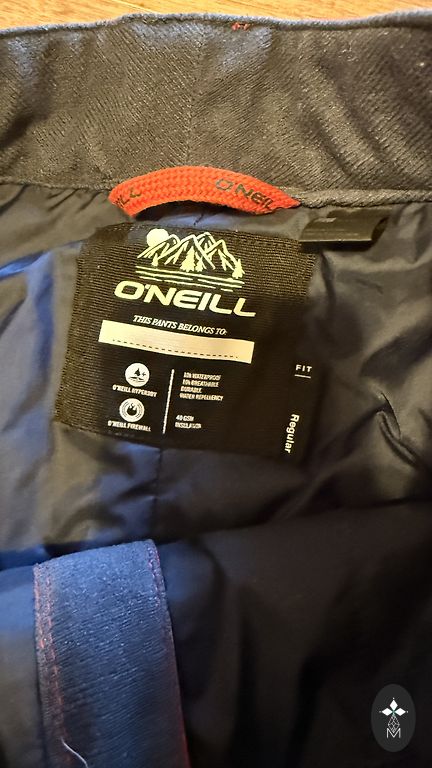 LL O'NEILL
O'NEILL
THIS PANTS BELONGS TO:
O'NEILL HYPERDRY
10K WATERPROOF
10K BREATHABLE
DURABLE
WATER REPELLENCY
O'NEILL FIREWALL
40 GSM
INSULATION
FIT
Regular
M